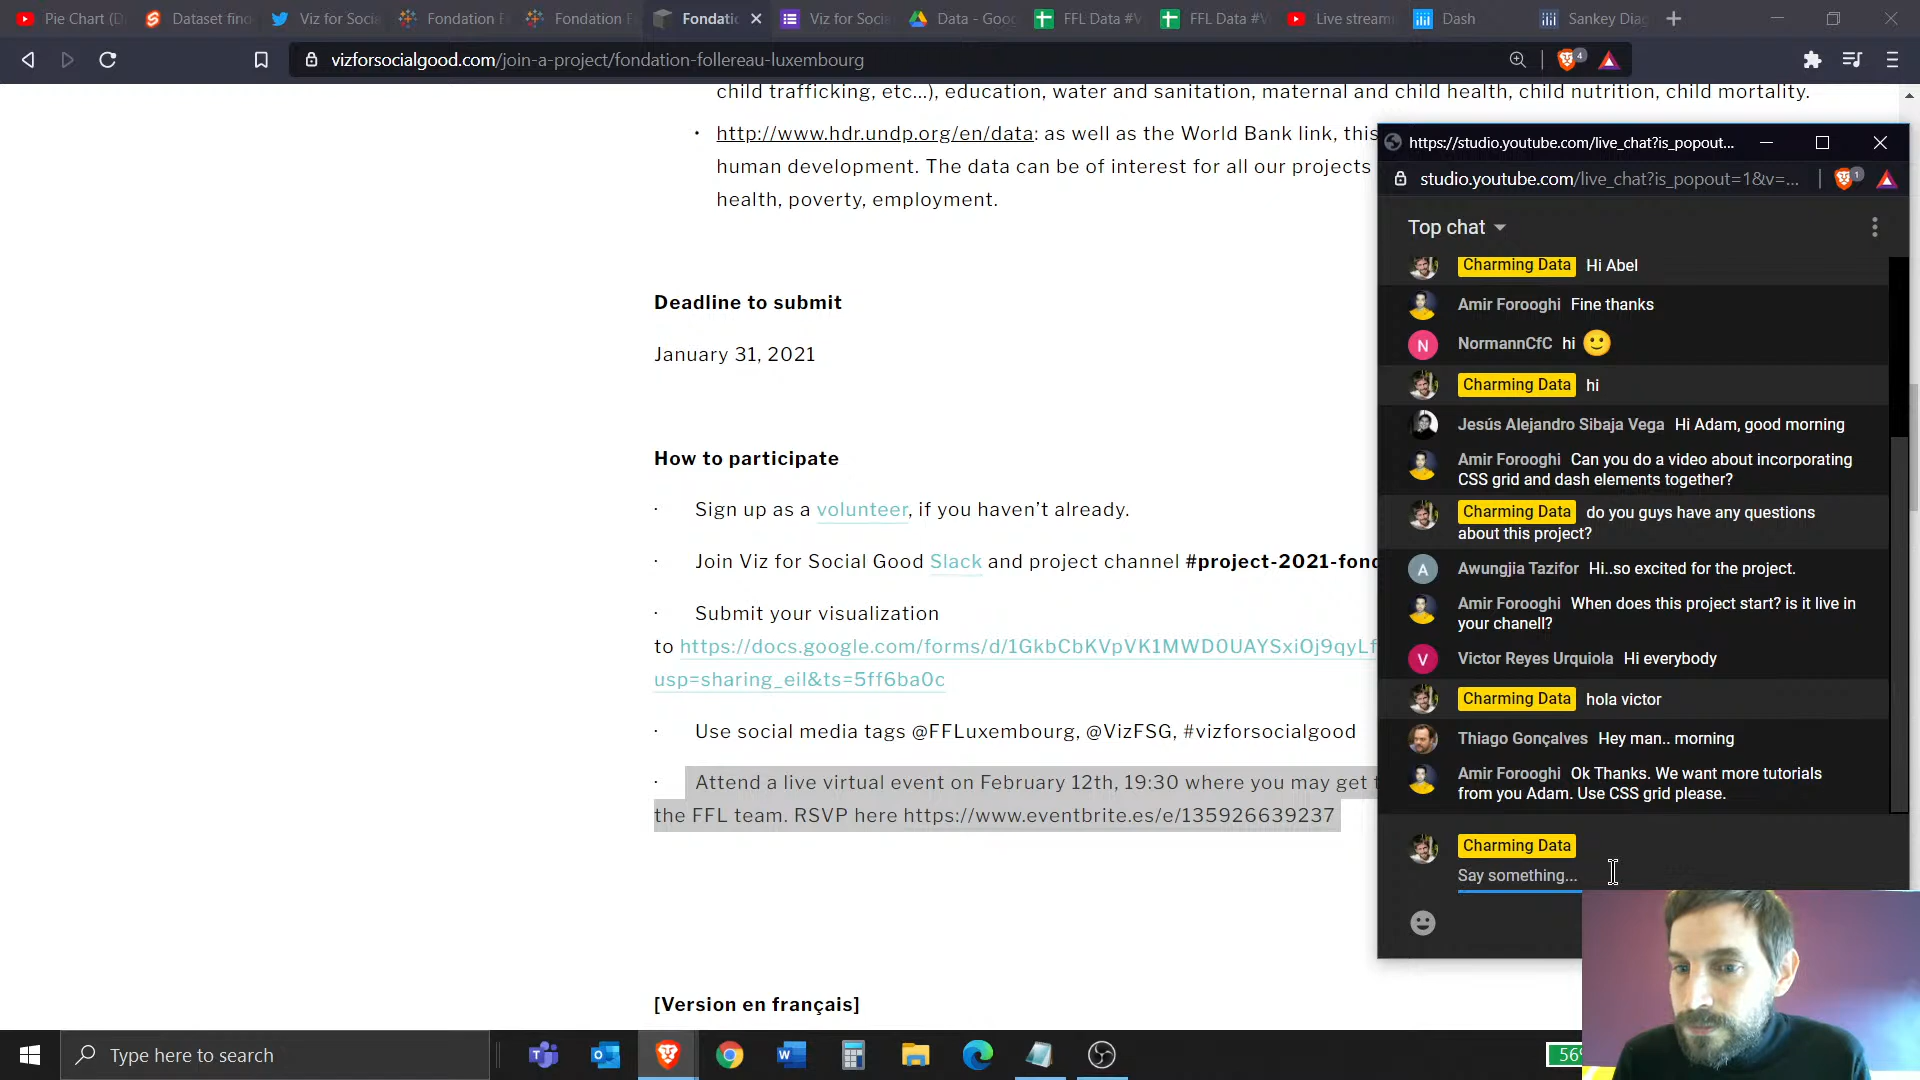 Pie Chart (D
Dataset find
Viz for Socia
Fondation F
Fondation F
Fondatic
Viz for Soci
Data - Goog
FFL Data #V
FFL Data #V
Live stream
Dash
Sankey Diag
vizforsocialgood.com/join-a-project/fondation-follereau-luxembourg
4
child trafficking, etc...), education, water and sanitation, maternal and child health, child nutrition, child mortality.
• http://www.hdr.undp.org/en/data: as well as the World Bank link, this
human development. The data can be of interest for all our projects
health, poverty, employment.
Deadline to submit
January 31, 2021
How to participate
· Sign up as a volunteer, if you haven't already.
· Join Viz for Social Good Slack and project channel #project-2021-fond
· Submit your visualization
to https://docs.google.com/forms/d/1GkbCbKVpVK1MWD0UAYSxiOj9qyLf
usp=sharing_eil&ts=5ff6ba0c
· Use social media tags @FFLuxembourg, @VizFSG, #vizforsocialgood
· Attend a live virtual event on February 12th, 19:30 where you may get t
the FFL team. RSVP here https://www.eventbrite.es/e/135926639237
[Version en français]
https://studio.youtube.com/live_chat?is_popout...
studio.youtube.com/live_chat?is_popout=1&v=...
1
Top chat
Charming Data Hi Abel
Amir Forooghi Fine thanks
N NormannCfC hi 🙂
Charming Data hi
Jesús Alejandro Sibaja Vega Hi Adam, good morning
Amir Forooghi Can you do a video about incorporating
CSS grid and dash elements together?
Charming Data do you guys have any questions
about this project?
A Awungjia Tazifor Hi..so excited for the project.
Amir Forooghi When does this project start? is it live in
your chanell?
V Victor Reyes Urquiola Hi everybody
Charming Data hola victor
Thiago Gonçalves Hey man.. morning
Amir Forooghi Ok Thanks. We want more tutorials
from you Adam. Use CSS grid please.
Charming Data
Say something...
Type here to search
56%